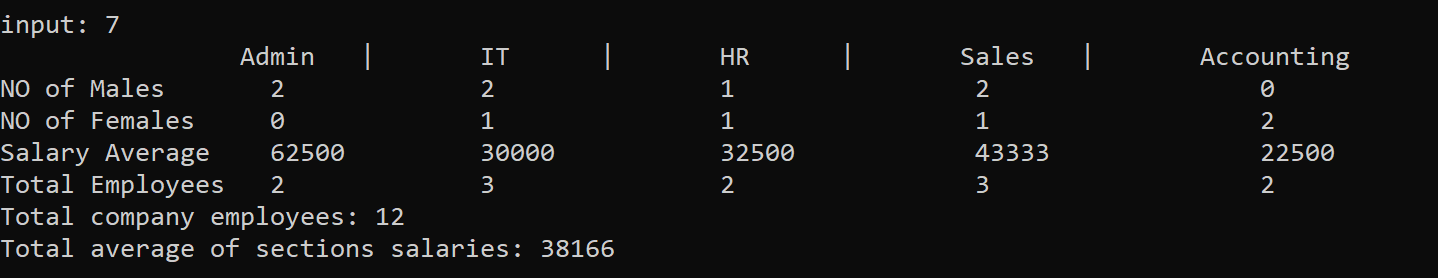 input: 7
Admin | IT | HR | Sales | Accounting
NO of Males 2 2 1 2 0
NO of Females 0 1 1 1 2
Salary Average 62500 30000 32500 43333 22500
Total Employees 2 3 2 3 2
Total company employees: 12
Total average of sections salaries: 38166